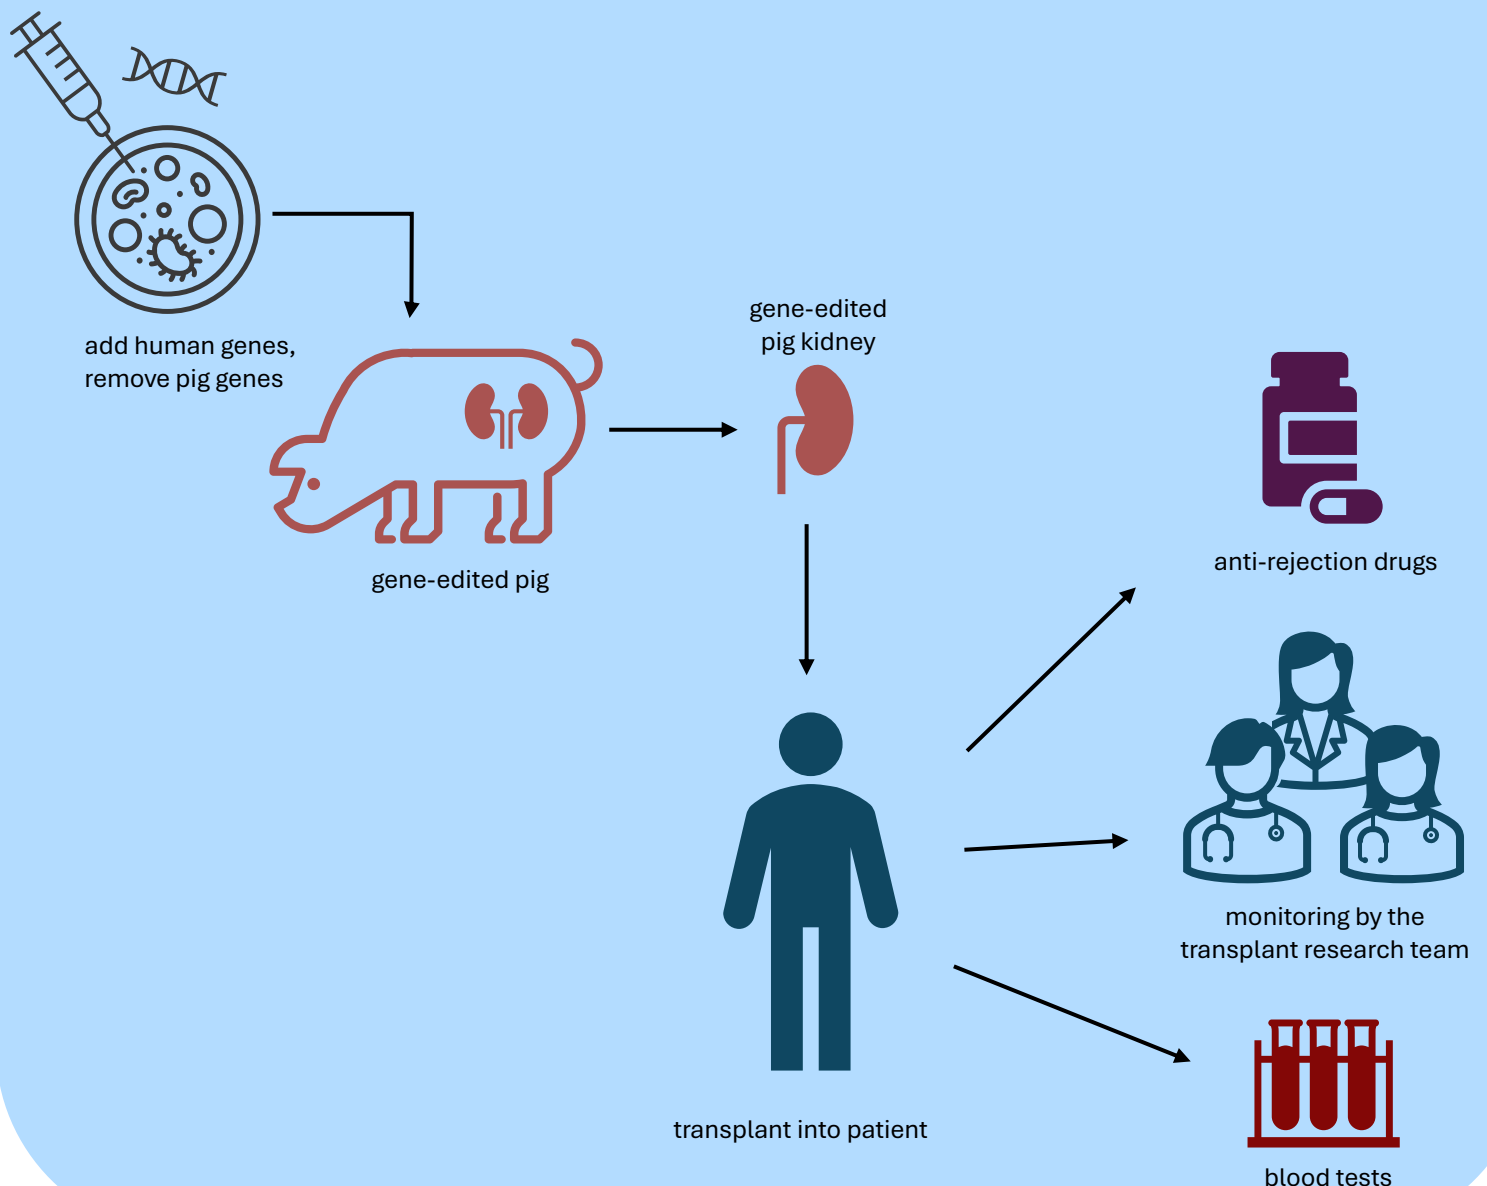 add human genes,
remove pig genes
gene-edited pig
gene-edited
pig kidney
transplant into patient
anti-rejection drugs
monitoring by the
transplant research team
blood tests